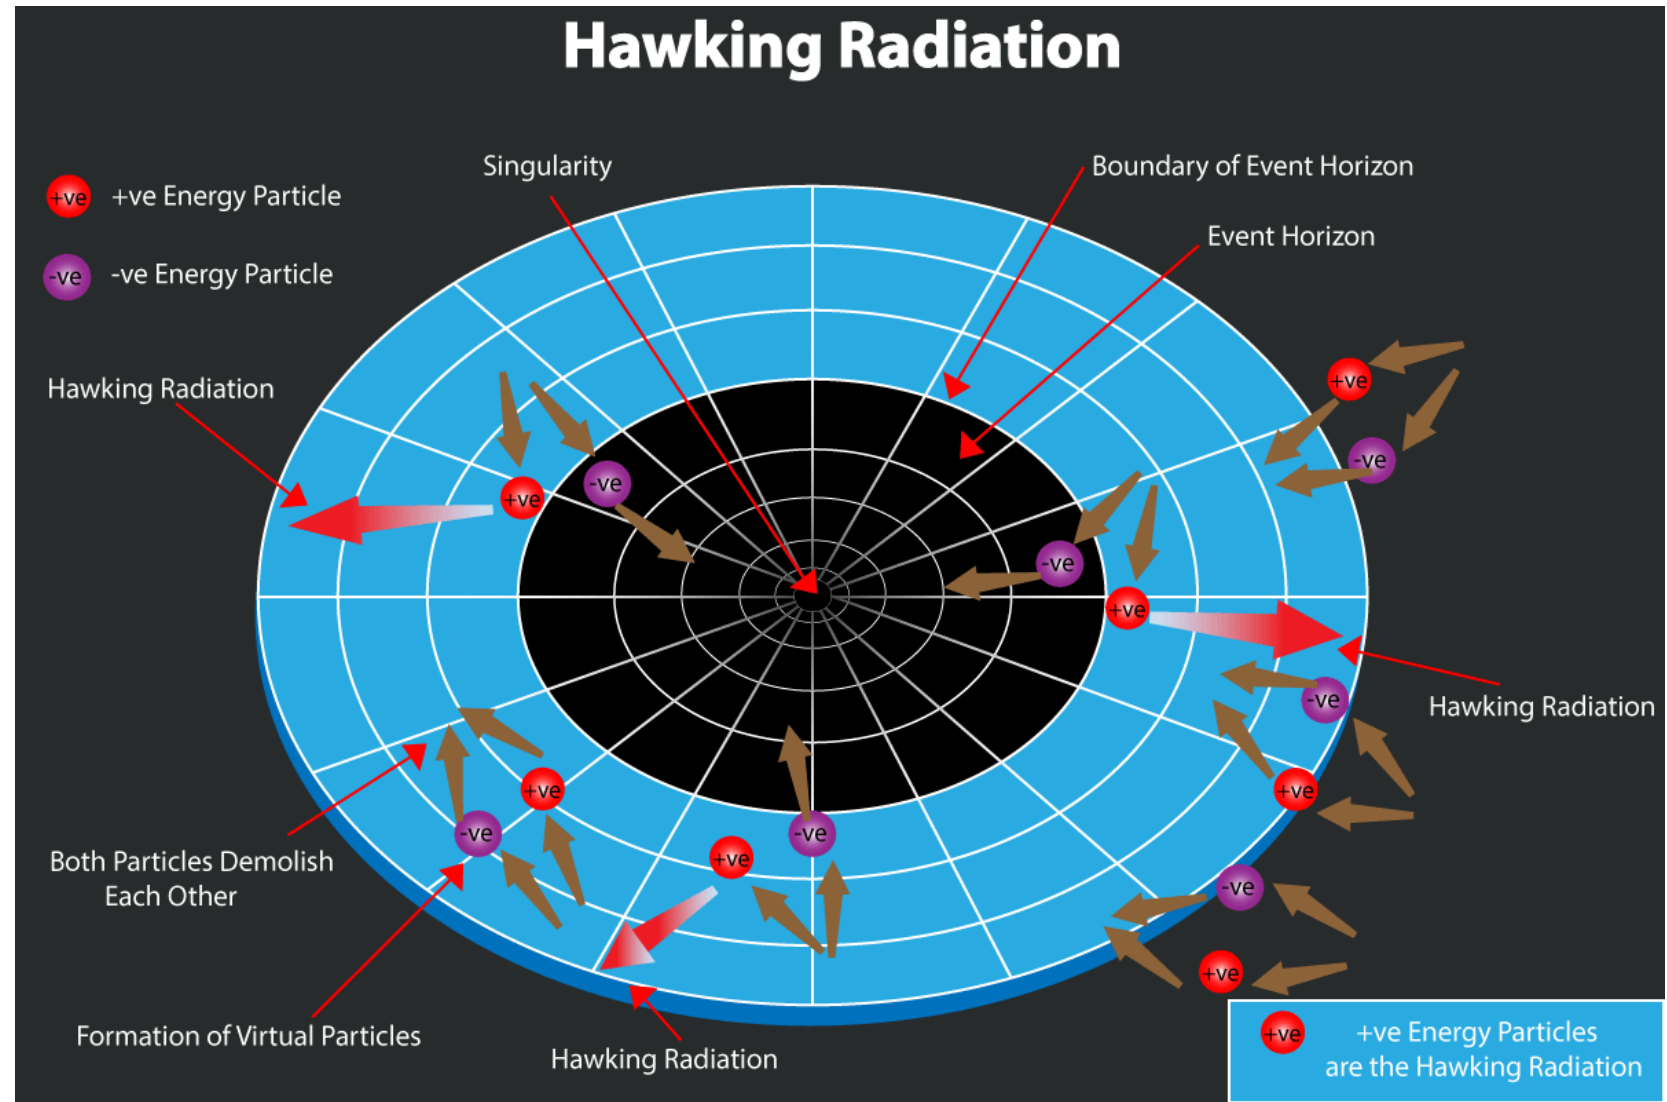 Hawking Radiation
Singularity
Boundary of Event Horizon
+ve
+ve Energy Particle
Event Horizon
-ve
-ve Energy Particle
Hawking Radiation
+ve
-ve
-ve
+ve
-ve
+ve
-ve
Hawking Radiation
+ve
+ve
-ve
-ve
+ve
Both Particles Demolish
Each Other
-ve
+ve
Formation of Virtual Particles
Hawking Radiation
+ve
+ve Energy Particles
are the Hawking Radiation